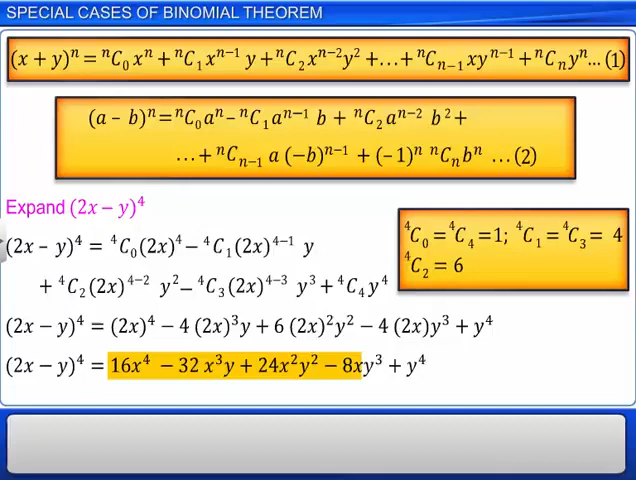 SPECIAL CASES OF BINOMIAL THEOREM
(x + y)ⁿ = ⁿC₀ xⁿ + ⁿC₁ xⁿ⁻¹ y + ⁿC₂ xⁿ⁻²y² + ... + ⁿCₙ₋₁ xyⁿ⁻¹ + ⁿCₙ yⁿ... (1)
(a – b)ⁿ = ⁿC₀aⁿ – ⁿC₁aⁿ⁻¹ b + ⁿC₂aⁿ⁻² b² +
... + ⁿCₙ₋₁ a (−b)ⁿ⁻¹ + (− 1)ⁿ ⁿCₙbⁿ ... (2)
Expand (2x − y)⁴
⁴C₀ = ⁴C₄ = 1; ⁴C₁ = ⁴C₃ = 4
⁴C₂ = 6
(2x – y)⁴ = ⁴C₀(2x)⁴ − ⁴C₁(2x)⁴⁻¹ y
+ ⁴C₂(2x)⁴⁻² y² − ⁴C₃(2x)⁴⁻³ y³ + ⁴C₄y⁴
(2x − y)⁴ = (2x)⁴ − 4 (2x)³y + 6 (2x)²y² − 4 (2x)y³ + y⁴
(2x − y)⁴ = 16x⁴ − 32 x³y + 24x²y² − 8xy³ + y⁴